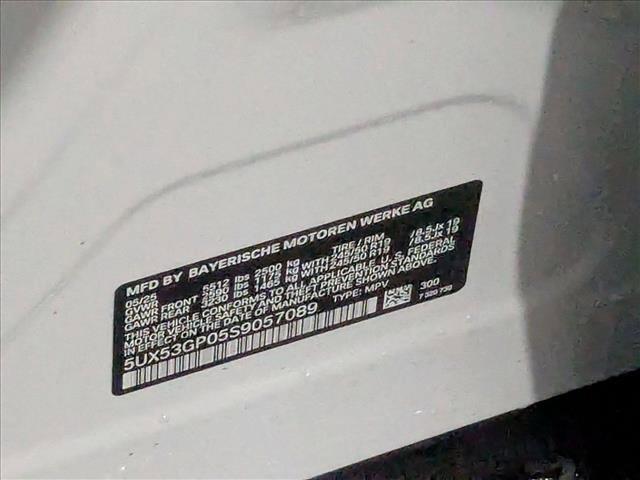 MFD BY BAYERISCHE MOTOREN WERKE AG
05/25 TIRE / RIM
GVWR 5512 lbs 2500 kg
GAWR FRONT 2592 lbs 1175 kg WITH 245/50 R19 /8.5Jx 19
GAWR REAR 3230 lbs 1465 kg WITH 245/50 R19 /8.5JX 19
THIS VEHICLE CONFORMS TO ALL APPLICABLE U.S. FEDERAL
MOTOR VEHICLE SAFETY AND THEFT PREVENTION STANDARDS
IN EFFECT ON THE DATE OF MANUFACTURE SHOWN ABOVE:
5UX53GP05S9057089 TYPE: MPV 300